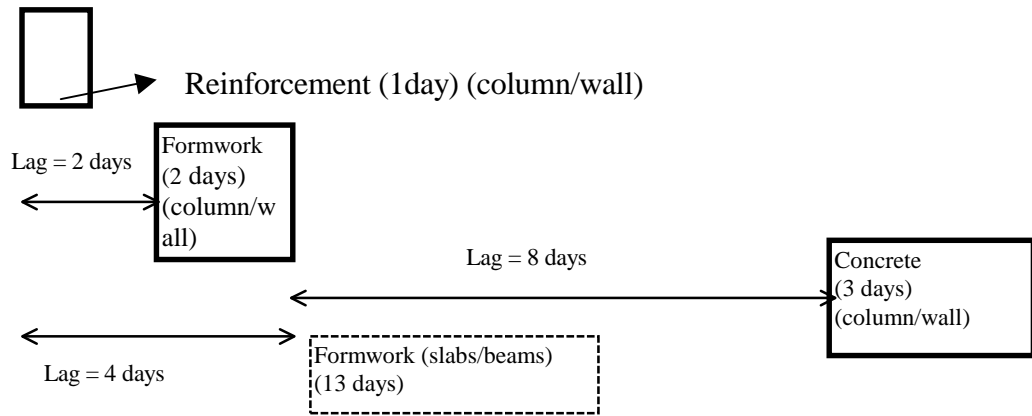 Reinforcement (1day) (column/wall)
Lag = 2 days
Formwork
(2 days)
(column/w
all)
Lag = 8 days
Concrete
(3 days)
(column/wall)
Lag = 4 days
Formwork (slabs/beams)
(13 days)